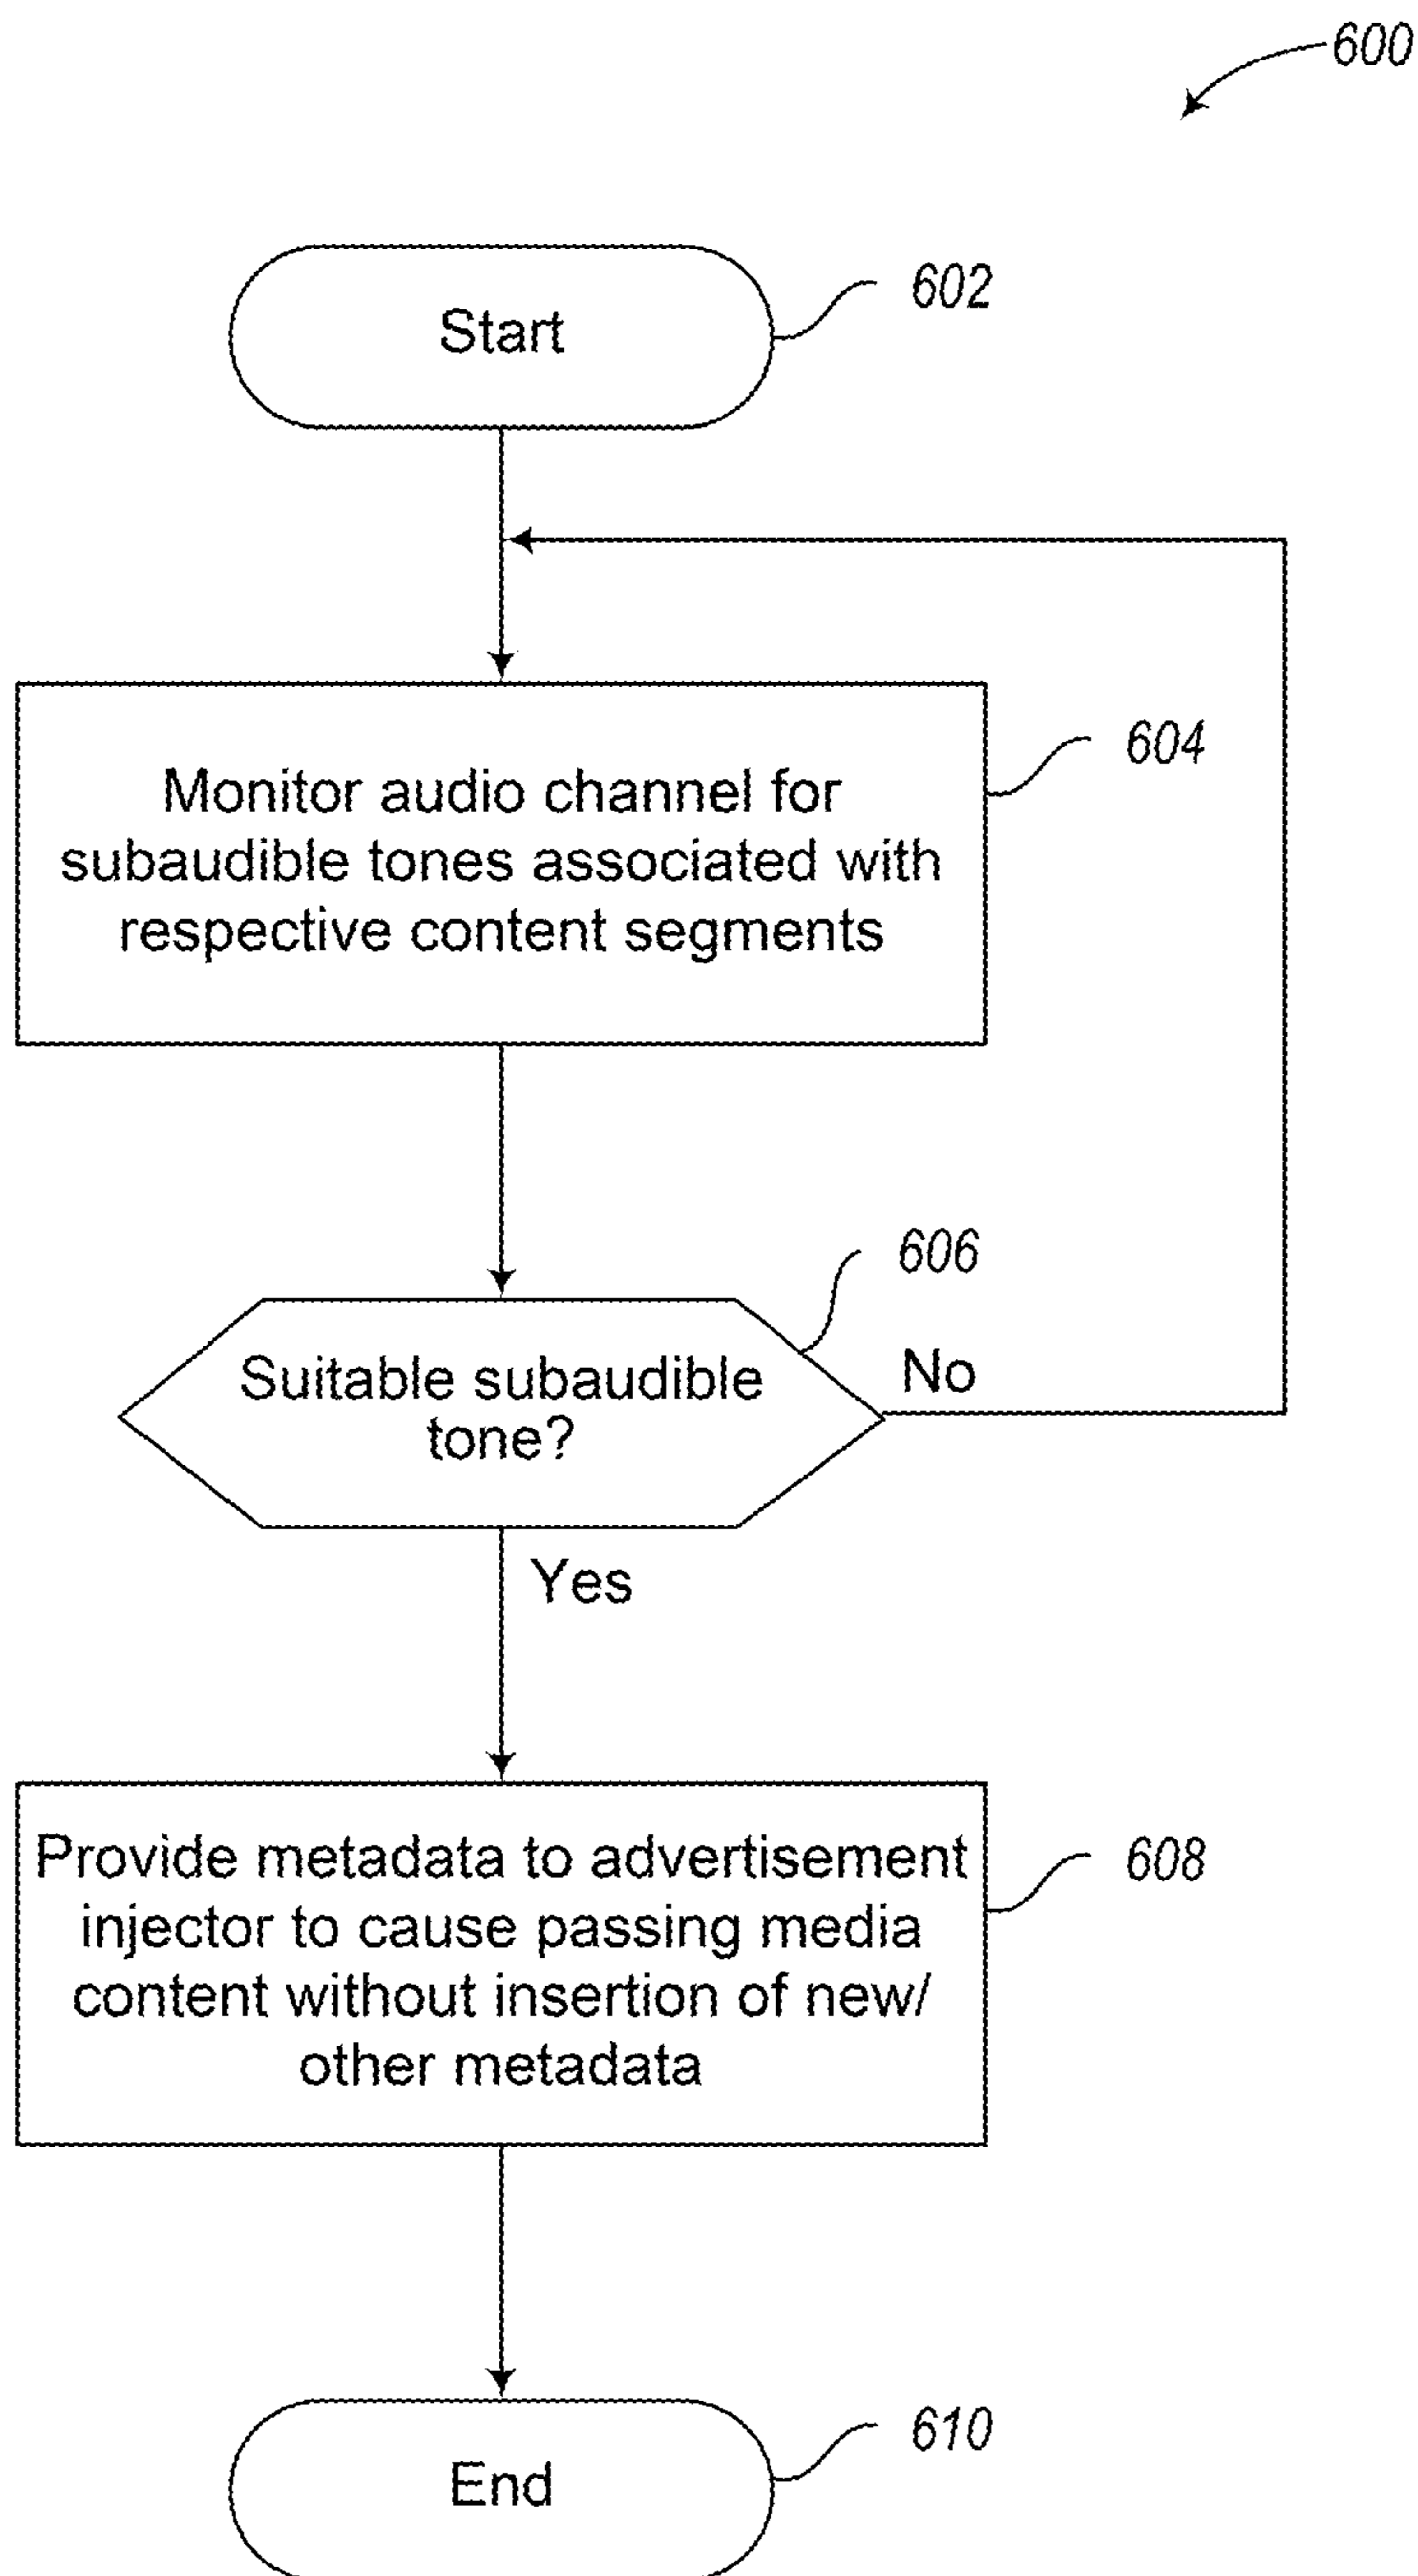 600
Start
602
Monitor audio channel for
subaudible tones associated with
respective content segments
604
606
Suitable subaudible
tone?
No
Yes
Provide metadata to advertisement
injector to cause passing media
content without insertion of new/
other metadata
608
End
610